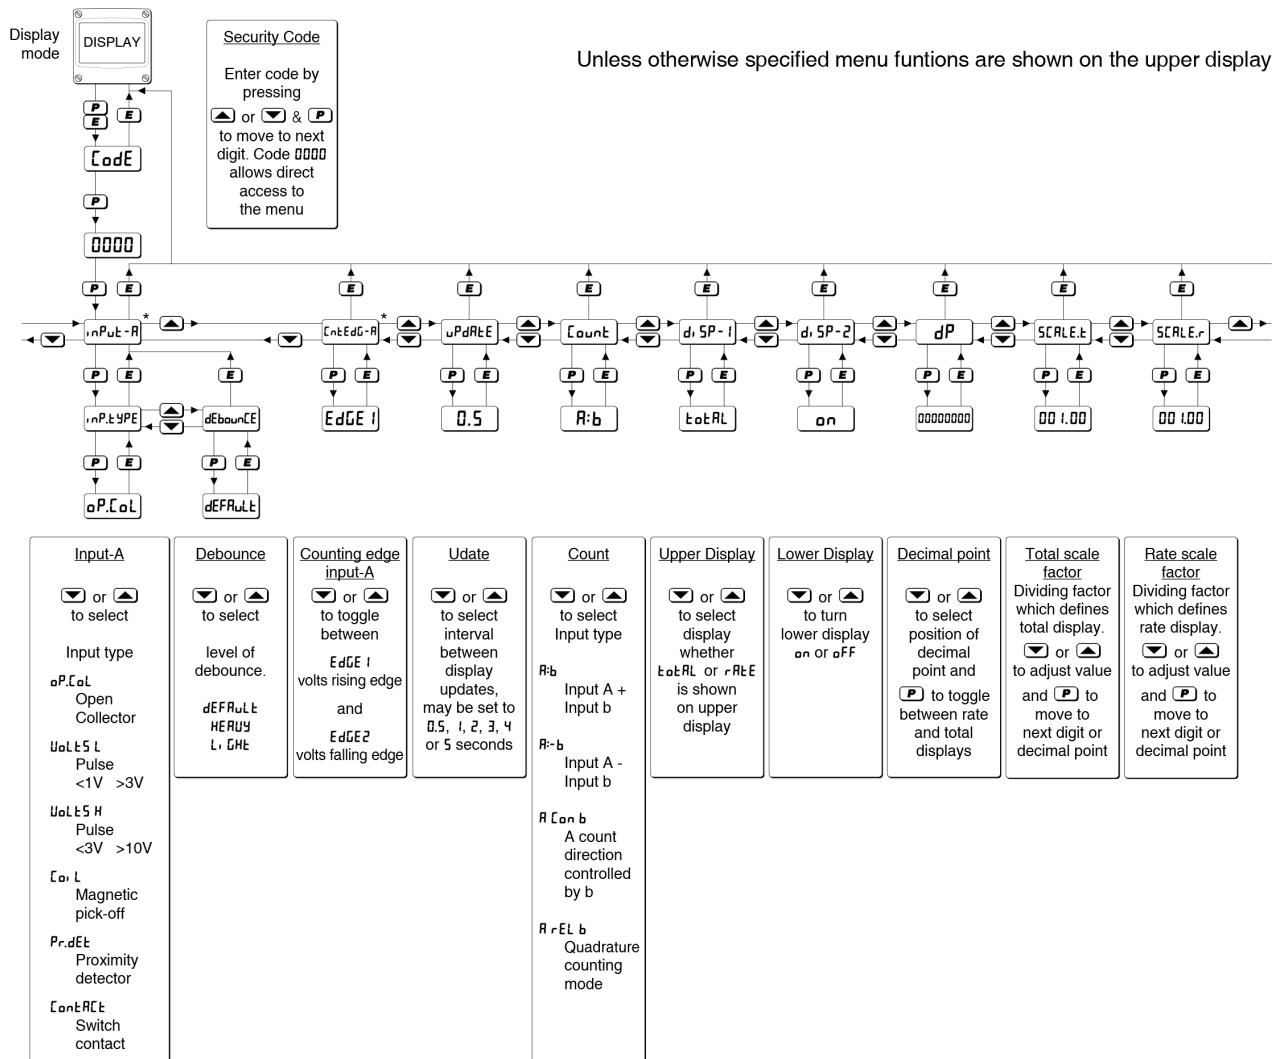 Display
mode
DISPLAY
Security Code
Enter code by
pressing
or & P
to move to next
digit. Code 0000
allows direct
access to
the menu
Unless otherwise specified menu funtions are shown on the upper display
P
E
E
CodE
P
0000
P E E E E E E E E E
inPut-A * CntEdG-A * uPdAtE Count diSP-1 diSP-2 dP SCALE.t SCALE.r
P E E P E P E P E P E P E P E P E P E
inP.tYPE dEbounCE EdGE 1 0.5 A:b totAL on 00000000 001.00 001.00
P E P E
oP.CoL dEFAuLt
Input-A
or
to select
Input type
oP.CoL
Open
Collector
VoLtS L
Pulse
<1V >3V
VoLtS H
Pulse
<3V >10V
CoiL
Magnetic
pick-off
Pr.dEt
Proximity
detector
ContACt
Switch
contact
Debounce
or
to select
level of
debounce.
dEFAuLt
HEAVY
LiGHt
Counting edge
input-A
or
to toggle
between
EdGE 1
volts rising edge
and
EdGE2
volts falling edge
Udate
or
to select
interval
between
display
updates,
may be set to
0.5, 1, 2, 3, 4
or 5 seconds
Count
or
to select
Input type
A:b
Input A +
Input b
A:-b
Input A -
Input b
A Con b
A count
direction
controlled
by b
A rEL b
Quadrature
counting
mode
Upper Display
or
to select
display
whether
totAL or rAtE
is shown
on upper
display
Lower Display
or
to turn
lower display
on or oFF
Decimal point
or
to select
position of
decimal
point and
P to toggle
between rate
and total
displays
Total scale
factor
Dividing factor
which defines
total display.
or
to adjust value
and P to
move to
next digit or
decimal point
Rate scale
factor
Dividing factor
which defines
rate display.
or
to adjust value
and P to
move to
next digit or
decimal point